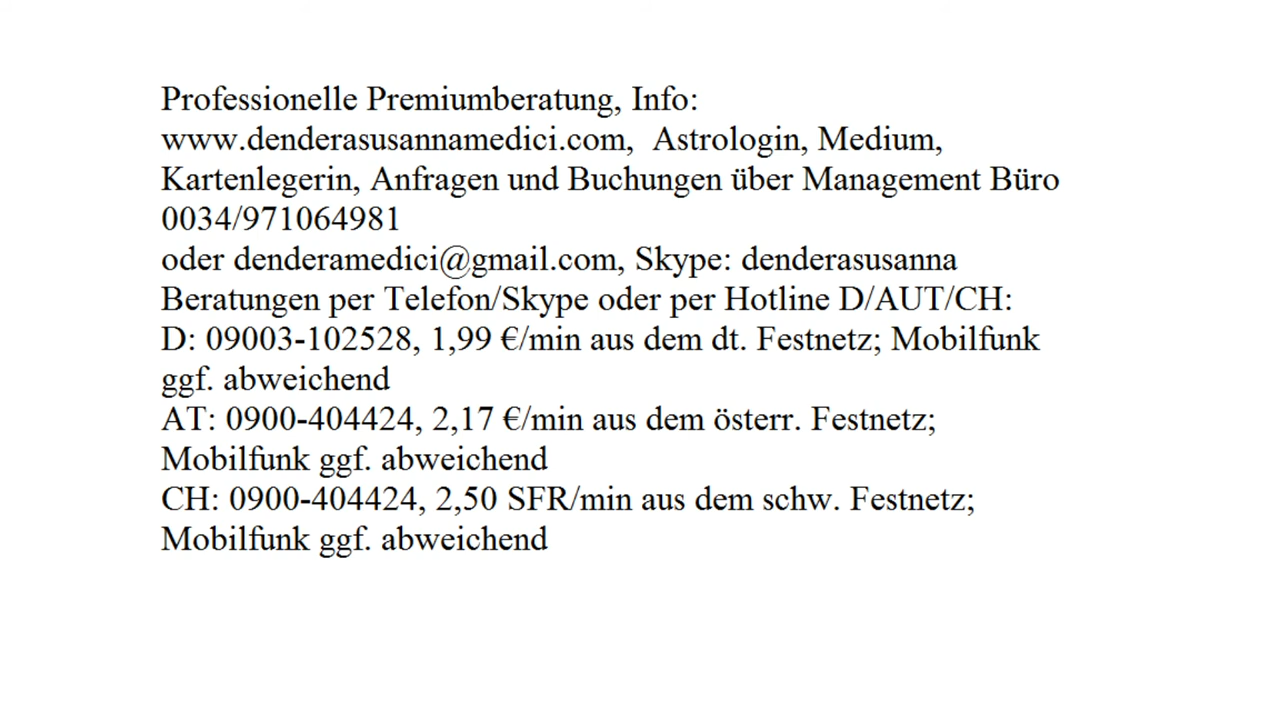 Professionelle Premiumberatung, Info:
www.denderasusannamedici.com,  Astrologin, Medium,
Kartenlegerin, Anfragen und Buchungen über Management Büro
0034/971064981
oder denderamedici@gmail.com, Skype: denderasusanna
Beratungen per Telefon/Skype oder per Hotline D/AUT/CH:
D: 09003-102528, 1,99 €/min aus dem dt. Festnetz; Mobilfunk
ggf. abweichend
AT: 0900-404424, 2,17 €/min aus dem österr. Festnetz;
Mobilfunk ggf. abweichend
CH: 0900-404424, 2,50 SFR/min aus dem schw. Festnetz;
Mobilfunk ggf. abweichend